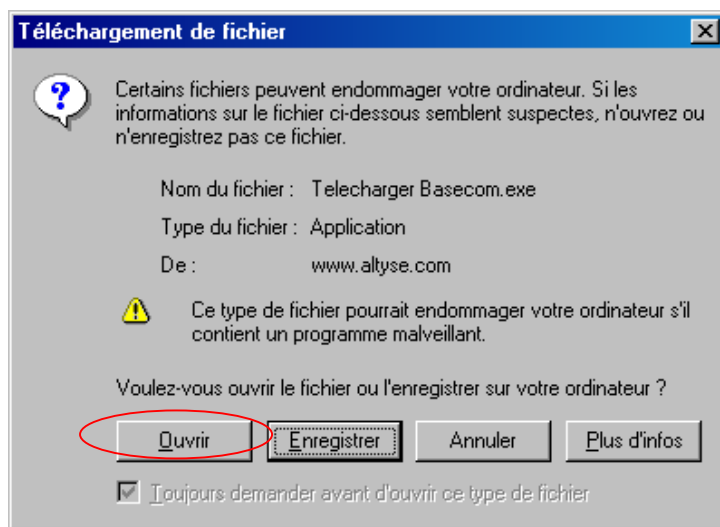 Téléchargement de fichier
Certains fichiers peuvent endommager votre ordinateur. Si les
informations sur le fichier ci-dessous semblent suspectes, n'ouvrez ou
n'enregistrez pas ce fichier.
Nom du fichier : Telecharger Basecom.exe
Type du fichier : Application
De : www.altyse.com
Ce type de fichier pourrait endommager votre ordinateur s'il
contient un programme malveillant.
Voulez-vous ouvrir le fichier ou l'enregistrer sur votre ordinateur ?
Ouvrir Enregistrer Annuler Plus d'infos
Toujours demander avant d'ouvrir ce type de fichier